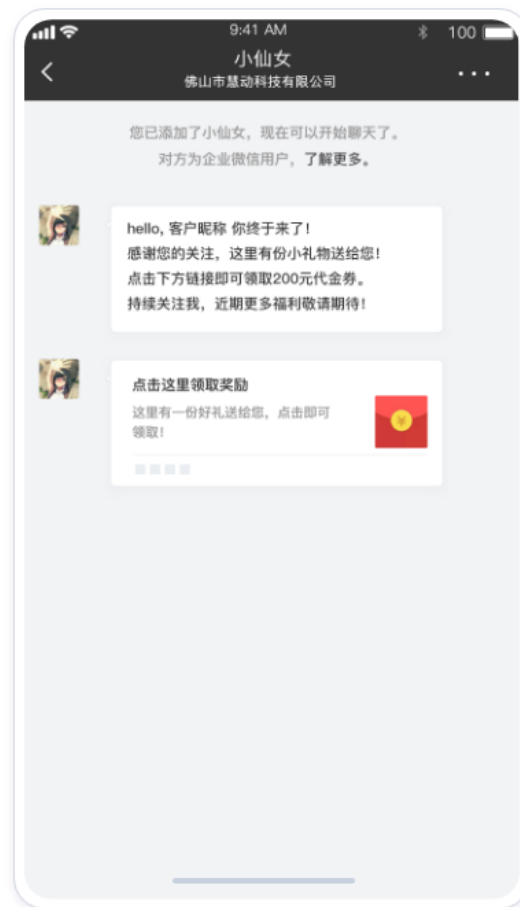 9:41 AM
100
小仙女
佛山市慧动科技有限公司
您已添加了小仙女，现在可以开始聊天了。
对方为企业微信用户，了解更多。
hello, 客户昵称 你终于来了!
感谢您的关注，这里有份小礼物送给您!
点击下方链接即可领取200元代金券。
持续关注我，近期更多福利敬请期待!
点击这里领取奖励
这里有一份好礼送给您，点击即可
领取!
¥